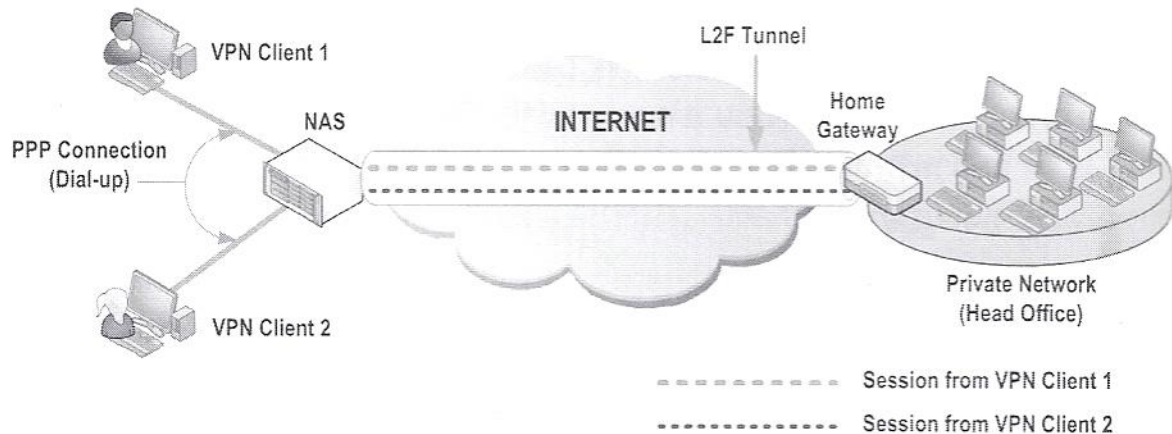 VPN Client 1
L2F Tunnel
NAS
INTERNET
Home
Gateway
PPP Connection
(Dial-up)
VPN Client 2
Private Network
(Head Office)
Session from VPN Client 1
Session from VPN Client 2